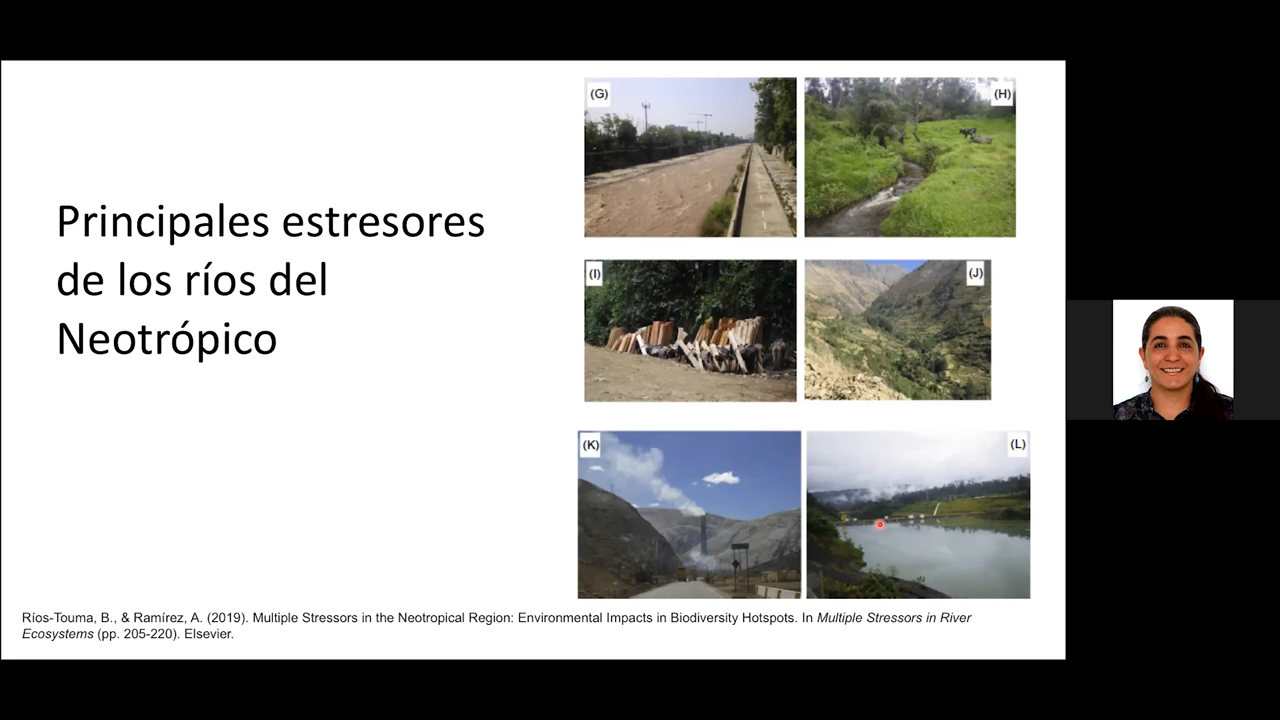 Principales estresores
de los ríos del
Neotrópico
(G)
(H)
(I)
(J)
(K)
(L)
Ríos-Touma, B., & Ramírez, A. (2019). Multiple Stressors in the Neotropical Region: Environmental Impacts in Biodiversity Hotspots. In Multiple Stressors in River
Ecosystems (pp. 205-220). Elsevier.